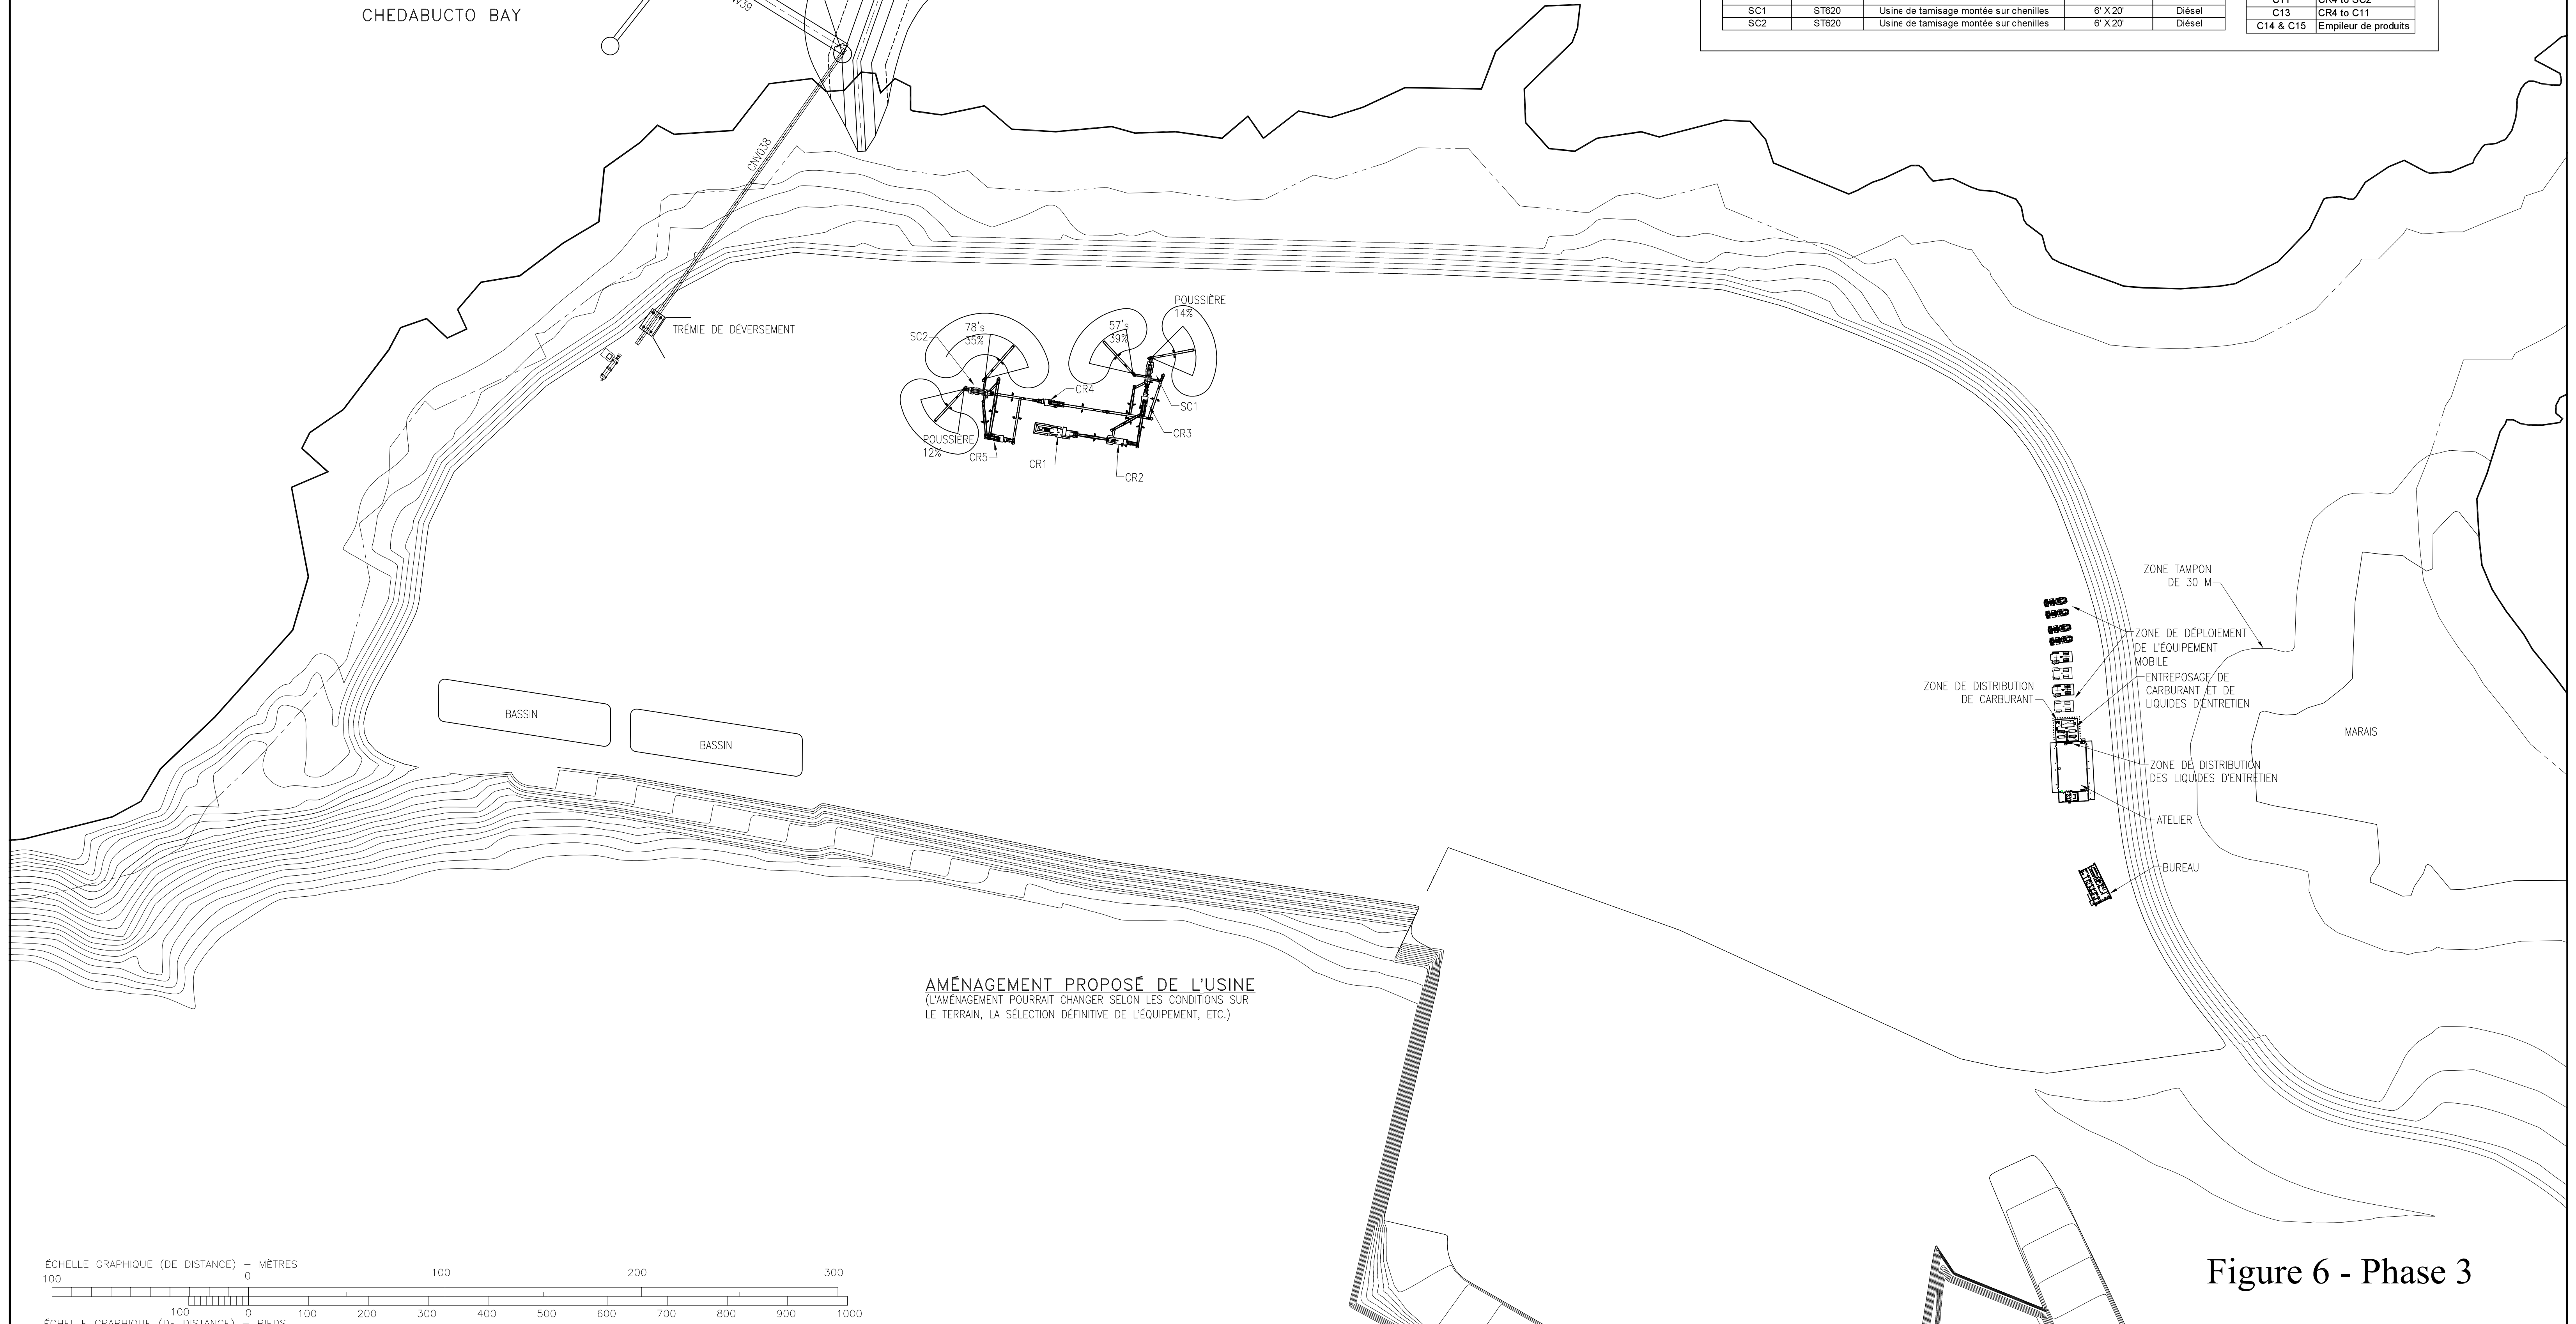 CHEDABUCTO BAY
CNV038
SC1 ST620 Usine de tamisage montée sur chenilles 6' X 20' Diésel
SC2 ST620 Usine de tamisage montée sur chenilles 6' X 20' Diésel
C13 CR4 to C11
C14 & C15 Empileur de produits
TRÉMIE DE DÉVERSEMENT
POUSSIÈRE
14%
78's
35%
57's
39%
SC2
CR4
SC1
CR3
POUSSIÈRE
12%
CR5
CR1
CR2
ZONE TAMPON
DE 30 M
ZONE DE DÉPLOIEMENT
DE L'ÉQUIPEMENT
MOBILE
ENTREPOSAGE DE
CARBURANT ET DE
LIQUIDES D'ENTRETIEN
ZONE DE DISTRIBUTION
DE CARBURANT
MARAIS
BASSIN
BASSIN
ZONE DE DISTRIBUTION
DES LIQUIDES D'ENTRETIEN
ATELIER
BUREAU
AMÉNAGEMENT PROPOSÉ DE L'USINE
(L'AMÉNAGEMENT POURRAIT CHANGER SELON LES CONDITIONS SUR
LE TERRAIN, LA SÉLECTION DÉFINITIVE DE L'ÉQUIPEMENT, ETC.)
ÉCHELLE GRAPHIQUE (DE DISTANCE) – MÈTRES
100 0 100 200 300
100 0 100 200 300 400 500 600 700 800 900 1000
ÉCHELLE GRAPHIQUE (DE DISTANCE) – PIEDS
Figure 6 - Phase 3